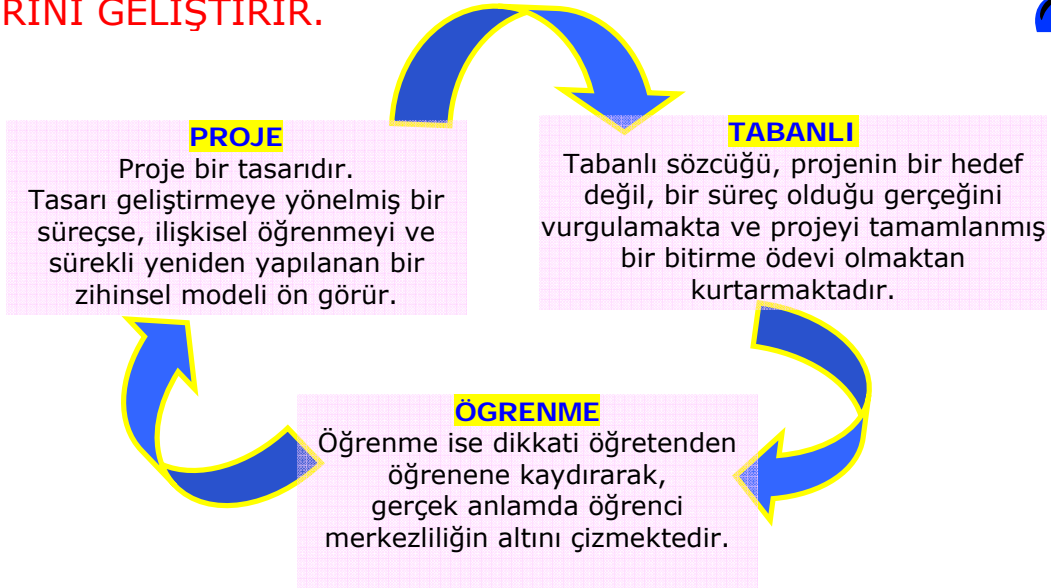 RINI GELİŞTİRİR.
PROJE
Proje bir tasarıdır.
Tasarı geliştirmeye yönelmiş bir
süreçse, ilişkisel öğrenmeyi ve
sürekli yeniden yapılanan bir
zihinsel modeli ön görür.
TABANLI
Tabanlı sözcüğü, projenin bir hedef
değil, bir süreç olduğu gerçeğini
vurgulamakta ve projeyi tamamlanmış
bir bitirme ödevi olmaktan
kurtarmaktadır.
ÖGRENME
Öğrenme ise dikkati öğretenden
öğrenene kaydırarak,
gerçek anlamda öğrenci
merkezliliğin altını çizmektedir.